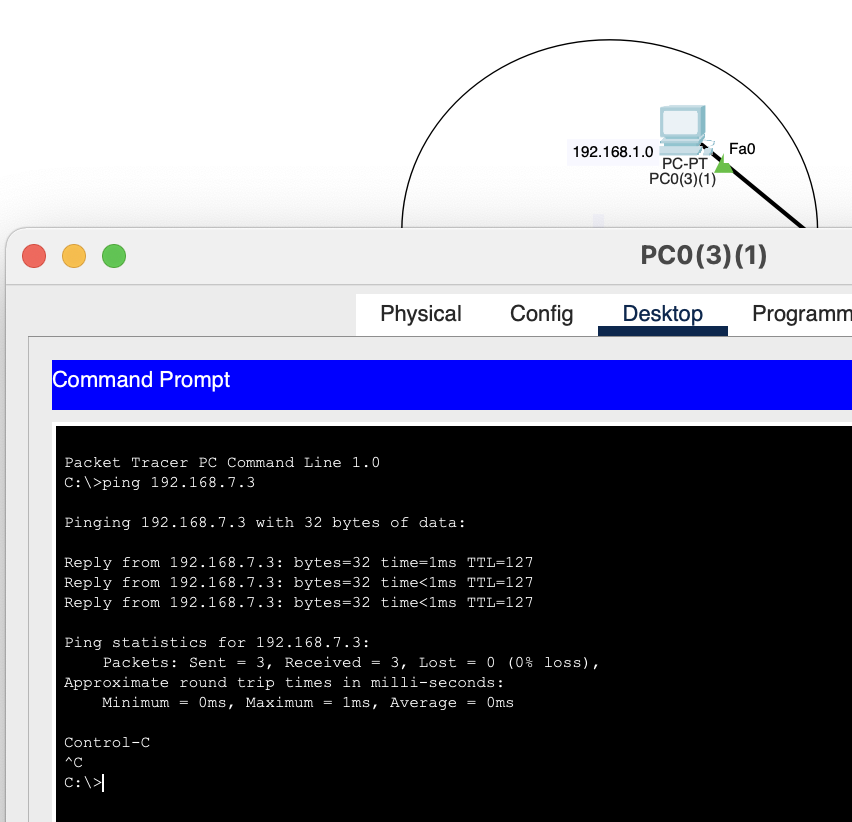 192.168.1.0
Fa0
PC-PT
PC0(3)(1)
PC0(3)(1)
Physical Config Desktop Programm
Command Prompt
Packet Tracer PC Command Line 1.0
C:\>ping 192.168.7.3
Pinging 192.168.7.3 with 32 bytes of data:
Reply from 192.168.7.3: bytes=32 time=1ms TTL=127
Reply from 192.168.7.3: bytes=32 time<1ms TTL=127
Reply from 192.168.7.3: bytes=32 time<1ms TTL=127
Ping statistics for 192.168.7.3:
Packets: Sent = 3, Received = 3, Lost = 0 (0% loss),
Approximate round trip times in milli-seconds:
Minimum = 0ms, Maximum = 1ms, Average = 0ms
Control-C
^C
C:\>